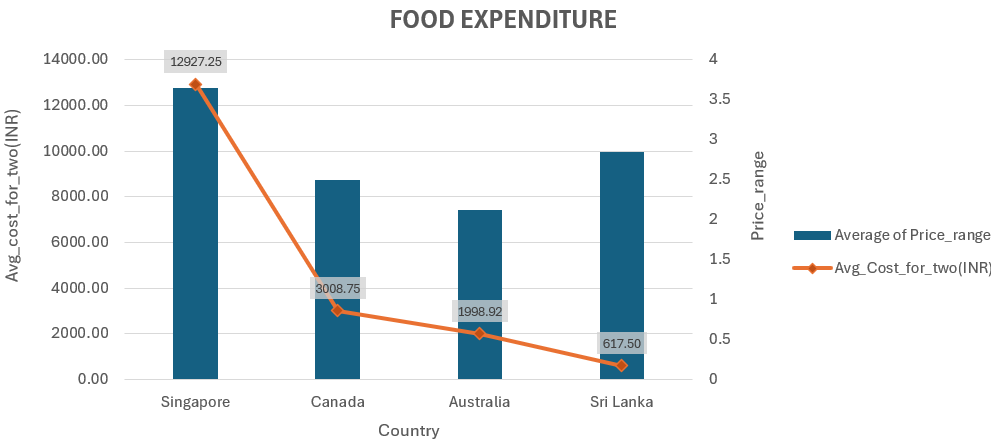 FOOD EXPENDITURE
14000.00
12000.00
10000.00
8000.00
6000.00
4000.00
2000.00
0.00
Avg_cost_for_two(INR)
12927.25
3008.75
1998.92
617.50
4
3.5
3
2.5
2
1.5
1
0.5
0
Price_range
Singapore
Canada
Australia
Sri Lanka
Country
Average of Price_range
Avg_Cost_for_two(INR)